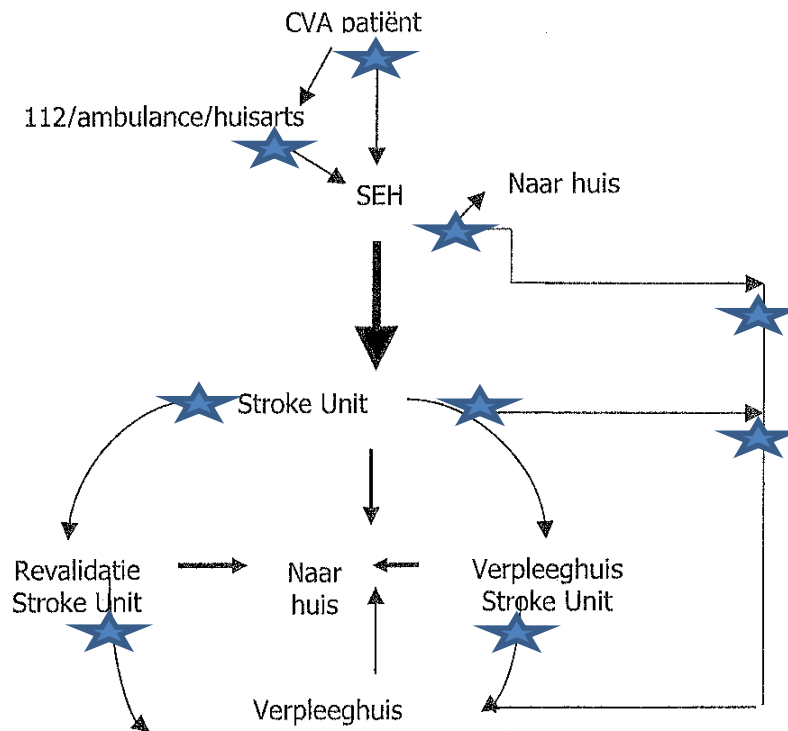 CVA patiënt
112/ambulance/huisarts
Naar huis
SEH
Stroke Unit
Revalidatie
Stroke Unit
Naar
huis
Verpleeghuis
Stroke Unit
Verpleeghuis